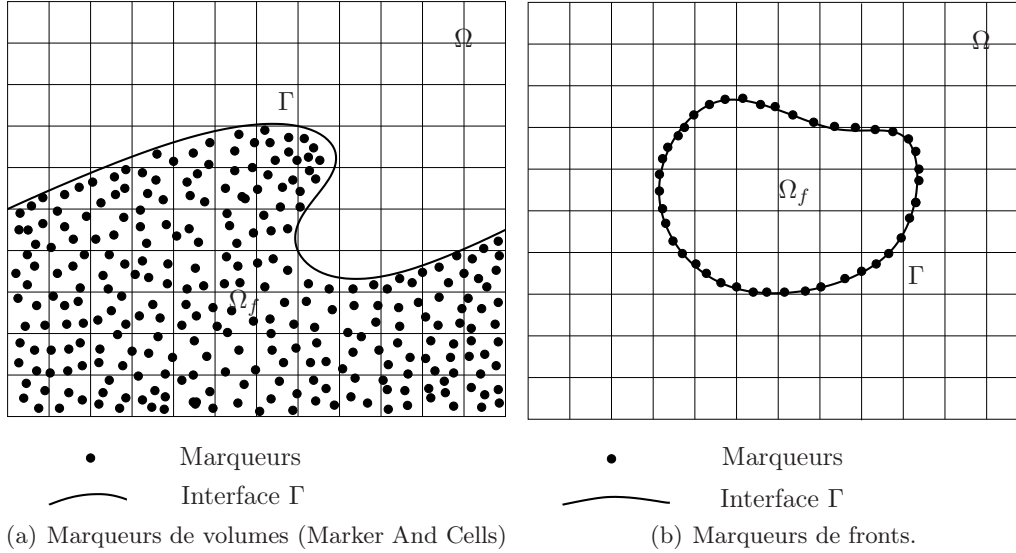 Ω
Γ
Ω_f
Marqueurs
Interface Γ
(a) Marqueurs de volumes (Marker And Cells)
Ω
Ω_f
Γ
Marqueurs
Interface Γ
(b) Marqueurs de fronts.